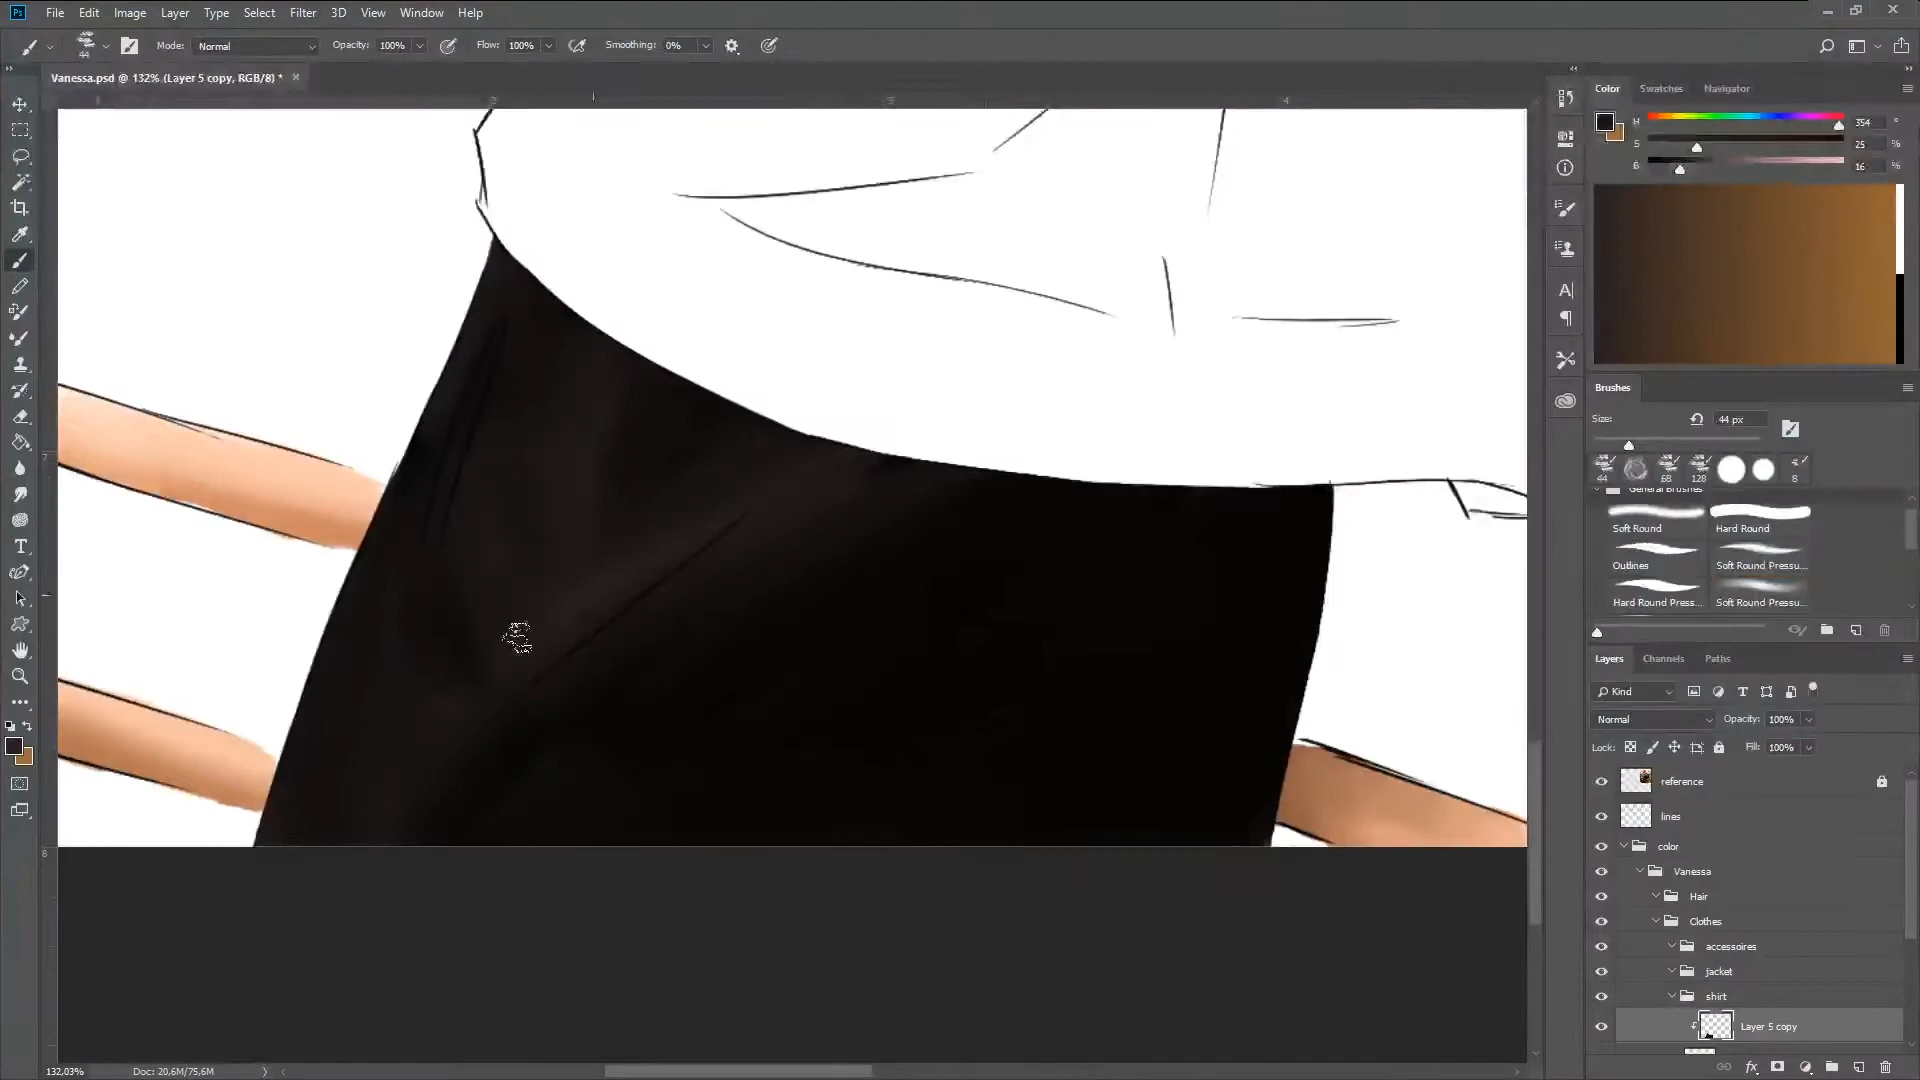 Ps File Edit Image Layer Type Select Filter 3D View Window Help
44 Mode: Normal Opacity: 100% Flow: 100% Smoothing: 0%
Vanessa.psd @ 132% (Layer 5 copy, RGB/8) *
Color Swatches Navigator
H 354 °
S 25 %
B 16 %
Brushes
Size: 44 px
44 68 128 8
General Brushes
Soft Round Hard Round
Outlines Soft Round Pressu...
Hard Round Press... Soft Round Pressu...
Layers Channels Paths
Kind
Normal Opacity: 100%
Lock: Fill: 100%
reference
lines
color
Vanessa
Hair
Clothes
accessoires
jacket
shirt
Layer 5 copy
132,03% Doc: 20,6M/75,6M